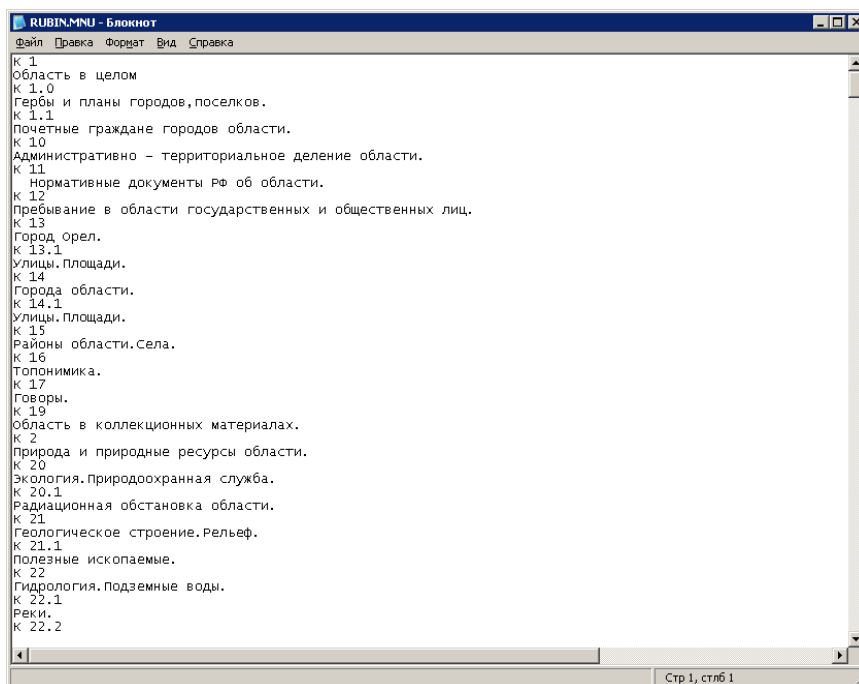 RUBIN.MNU - Блокнот
Файл Правка Формат Вид Справка
К 1
Область в целом
К 1.0
Гербы и планы городов,поселков.
К 1.1
Почетные граждане городов области.
К 10
Административно - территориальное деление области.
К 11
Нормативные документы РФ об области.
К 12
Пребывание в области государственных и общественных лиц.
К 13
Город Орел.
К 13.1
Улицы.Площади.
К 14
Города области.
К 14.1
Улицы.Площади.
К 15
Районы области.Села.
К 16
Топонимика.
К 17
Говоры.
К 19
Область в коллекционных материалах.
К 2
Природа и природные ресурсы области.
К 20
Экология.Природоохранная служба.
К 20.1
Радиационная обстановка области.
К 21
Геологическое строение.Рельеф.
К 21.1
Полезные ископаемые.
К 22
Гидрология.Подземные воды.
К 22.1
Реки.
К 22.2
Стр 1, стлб 1